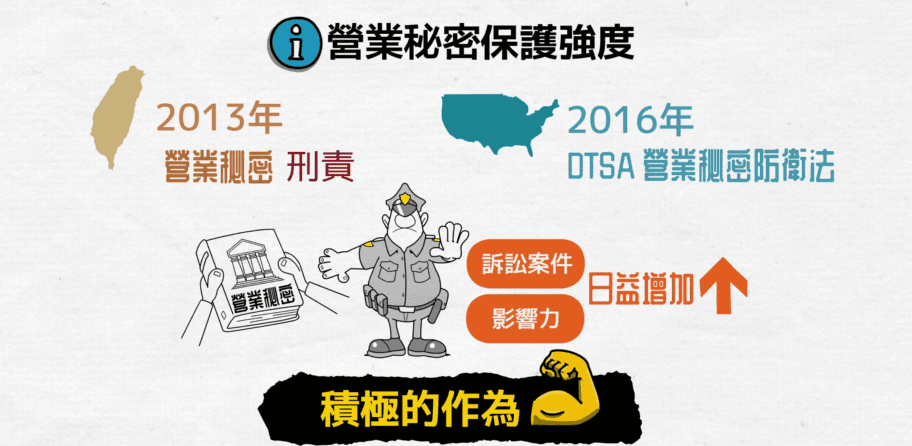 i 營業秘密保護強度
2013年
營業秘密 刑責
2016年
DTSA 營業秘密防衛法
營業秘密
訴訟案件
影響力
日益增加
積極的作為